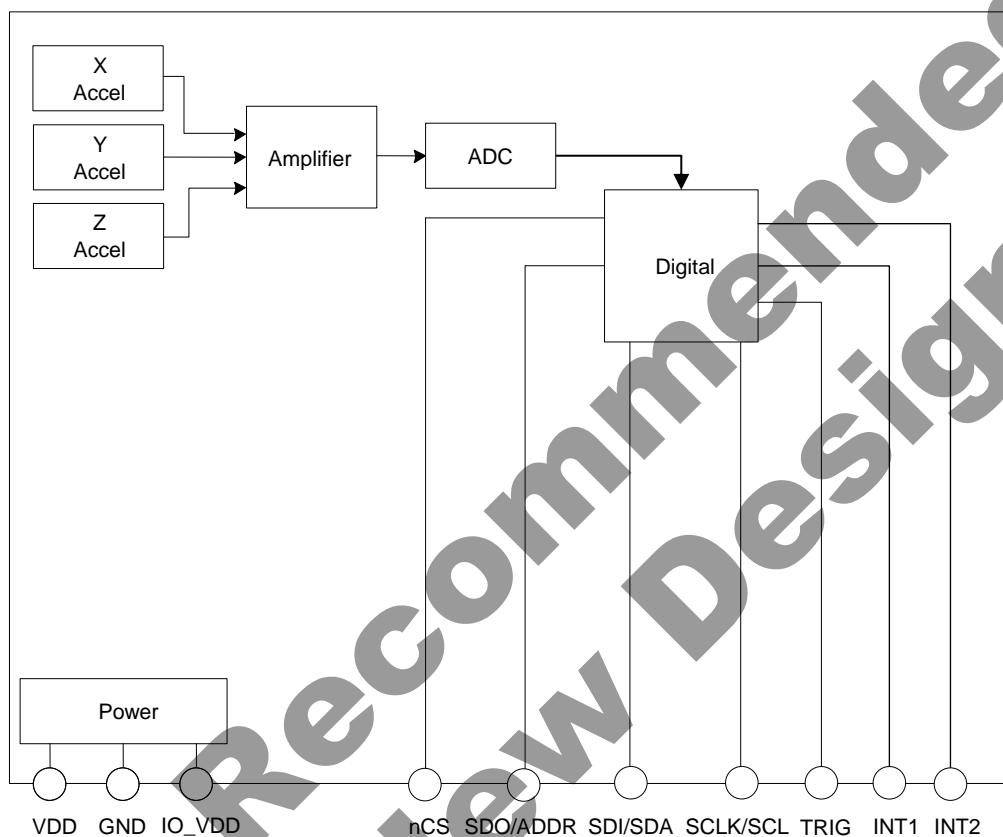 X
Accel
Y
Accel
Z
Accel
Amplifier
ADC
Digital
Power
VDD GND IO_VDD nCS SDO/ADDR SDI/SDA SCLK/SCL TRIG INT1 INT2
Recommended
New Design